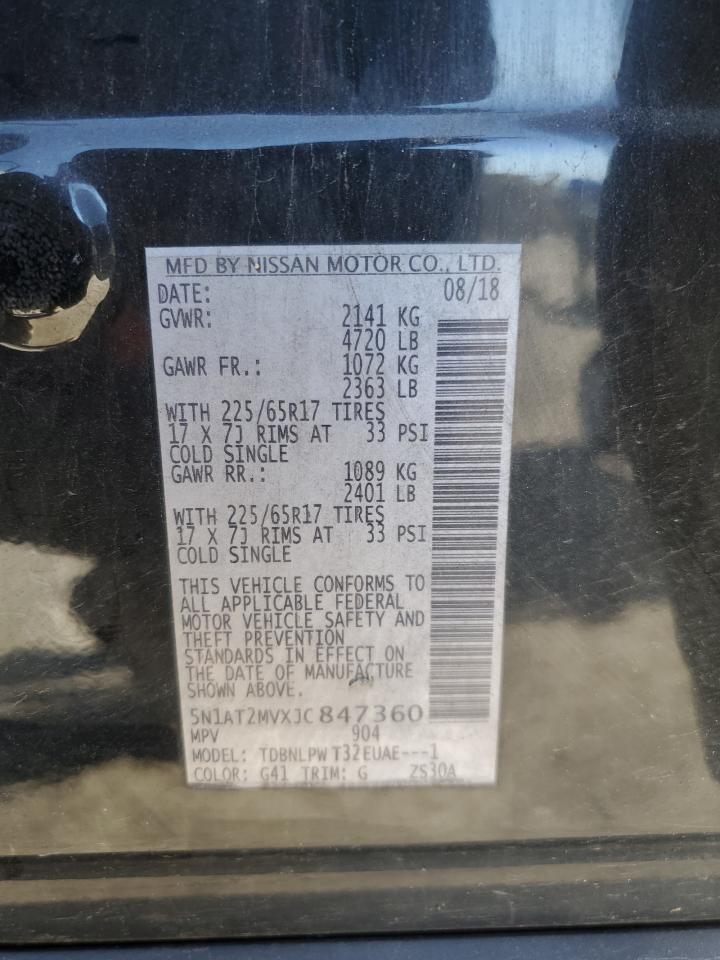 MFD BY NISSAN MOTOR CO., LTD.
DATE: 08/18
GVWR: 2141 KG
4720 LB
GAWR FR.: 1072 KG
2363 LB
WITH 225/65R17 TIRES
17 X 7J RIMS AT 33 PSI
COLD SINGLE
GAWR RR.: 1089 KG
2401 LB
WITH 225/65R17 TIRES
17 X 7J RIMS AT 33 PSI
COLD SINGLE
THIS VEHICLE CONFORMS TO
ALL APPLICABLE FEDERAL
MOTOR VEHICLE SAFETY AND
THEFT PREVENTION
STANDARDS IN EFFECT ON
THE DATE OF MANUFACTURE
SHOWN ABOVE.
5N1AT2MVXJC847360
MPV 904
MODEL: TDBNLPW T32EUAE---1
COLOR: G41 TRIM: G ZS30A